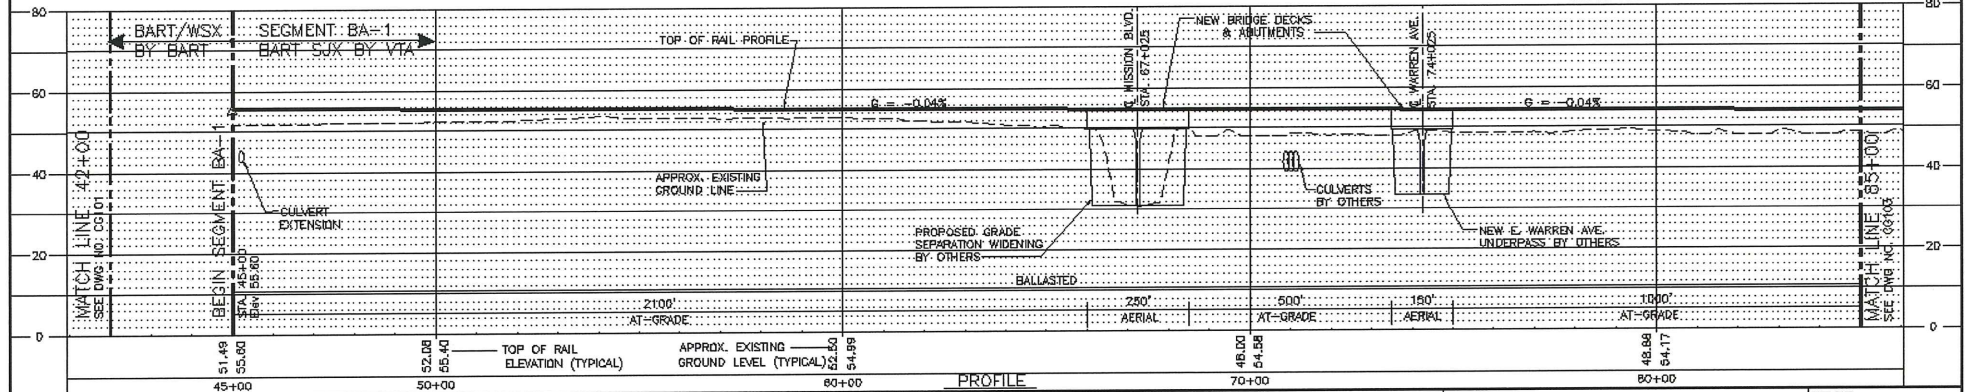 80
60
40
20
0
MATCH LINE 42+00
SEE DWG NO. CG101
BART/WSX
BY BART
SEGMENT BA-1
BART SJX BY VTA
BEGIN SEGMENT BA-1
STA. 45+00
Elev 55.60
CULVERT
EXTENSION
TOP OF RAIL PROFILE
APPROX. EXISTING
GROUND LINE
G = -0.04%
℄ MISSION BLVD.
STA. 67+025
NEW BRIDGE DECKS
& ABUTMENTS
℄ WARREN AVE.
STA. 74+025
G = -0.04%
PROPOSED GRADE
SEPARATION WIDENING
BY OTHERS
CULVERTS
BY OTHERS
NEW E. WARREN AVE.
UNDERPASS BY OTHERS
MATCH LINE 85+00
SEE DWG NO. CG103
80
60
40
20
0
BALLASTED
2100'
AT-GRADE
250'
AERIAL
500'
AT-GRADE
150'
AERIAL
1000'
AT-GRADE
51.49
55.60
52.08
55.40
TOP OF RAIL
ELEVATION (TYPICAL)
APPROX. EXISTING
GROUND LEVEL (TYPICAL)
52.50
54.99
48.00
54.58
48.88
54.17
45+00
50+00
60+00
PROFILE
70+00
80+00